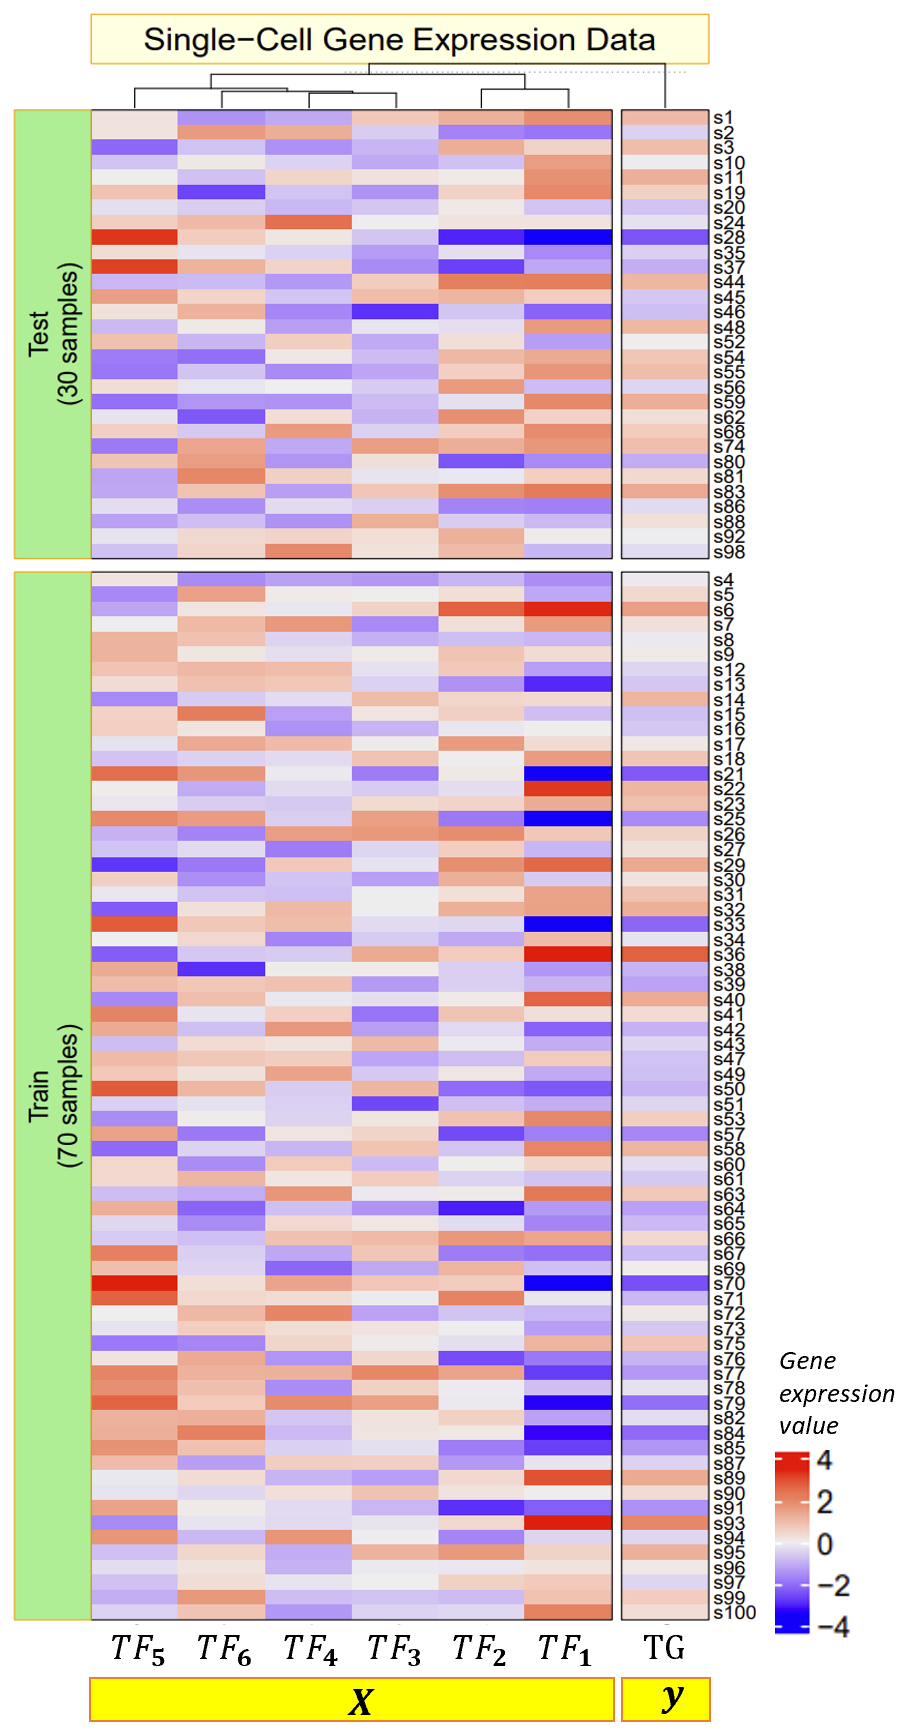 Single−Cell Gene Expression Data
Test
(30 samples)
s1
s2
s3
s10
s11
s19
s20
s24
s28
s35
s37
s44
s45
s46
s48
s52
s54
s55
s56
s59
s62
s68
s74
s80
s81
s83
s86
s88
s92
s98
Train
(70 samples)
s4
s5
s6
s7
s8
s9
s12
s13
s14
s15
s16
s17
s18
s21
s22
s23
s25
s26
s27
s29
s30
s31
s32
s33
s34
s36
s38
s39
s40
s41
s42
s43
s47
s49
s50
s51
s53
s57
s58
s60
s61
s63
s64
s65
s66
s67
s69
s70
s71
s72
s73
s75
s76
s77
s78
s79
s82
s84
s85
s87
s89
s90
s91
s93
s94
s95
s96
s97
s99
s100
Gene
expression
value
4
2
0
−2
−4
TF5 TF6 TF4 TF3 TF2 TF1 TG
X y